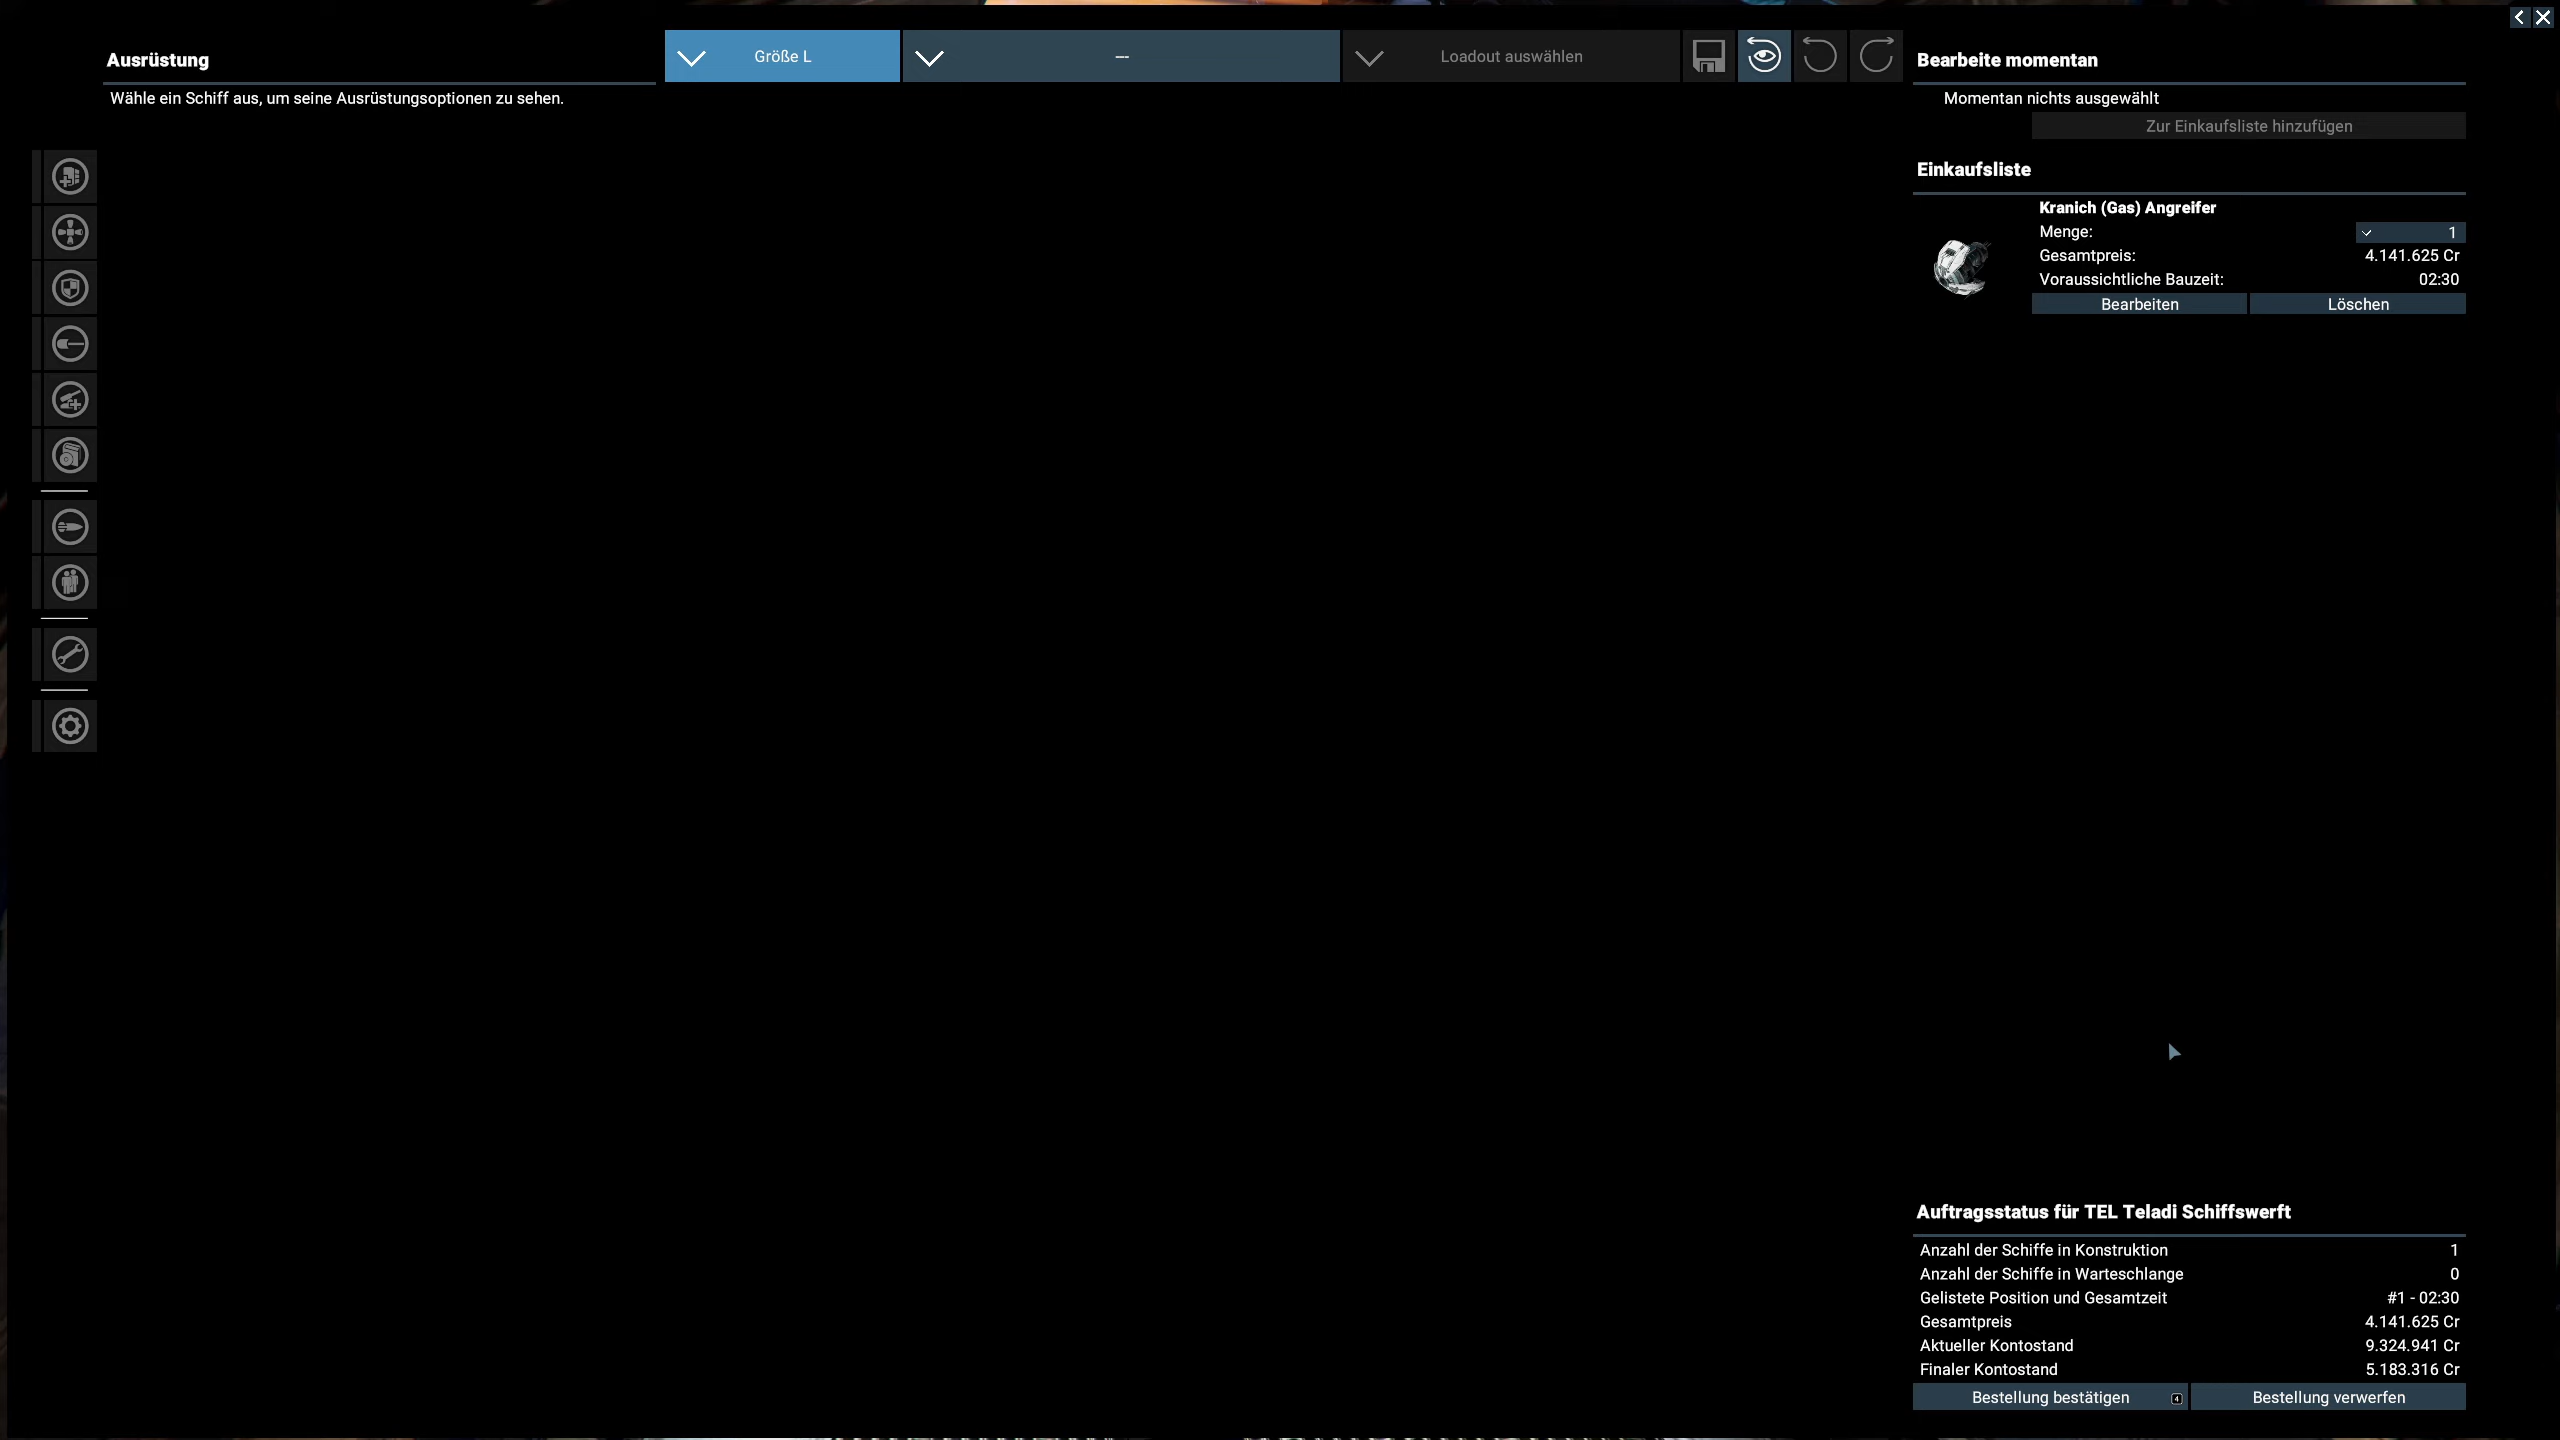 Ausrüstung
Wähle ein Schiff aus, um seine Ausrüstungsoptionen zu sehen.
Größe L
---
Loadout auswählen
Bearbeite momentan
Momentan nichts ausgewählt
Zur Einkaufsliste hinzufügen
Einkaufsliste
Kranich (Gas) Angreifer
Menge: 1
Gesamtpreis: 4.141.625 Cr
Voraussichtliche Bauzeit: 02:30
Bearbeiten Löschen
Auftragsstatus für TEL Teladi Schiffswerft
Anzahl der Schiffe in Konstruktion 1
Anzahl der Schiffe in Warteschlange 0
Gelistete Position und Gesamtzeit #1 - 02:30
Gesamtpreis 4.141.625 Cr
Aktueller Kontostand 9.324.941 Cr
Finaler Kontostand 5.183.316 Cr
Bestellung bestätigen 4 Bestellung verwerfen